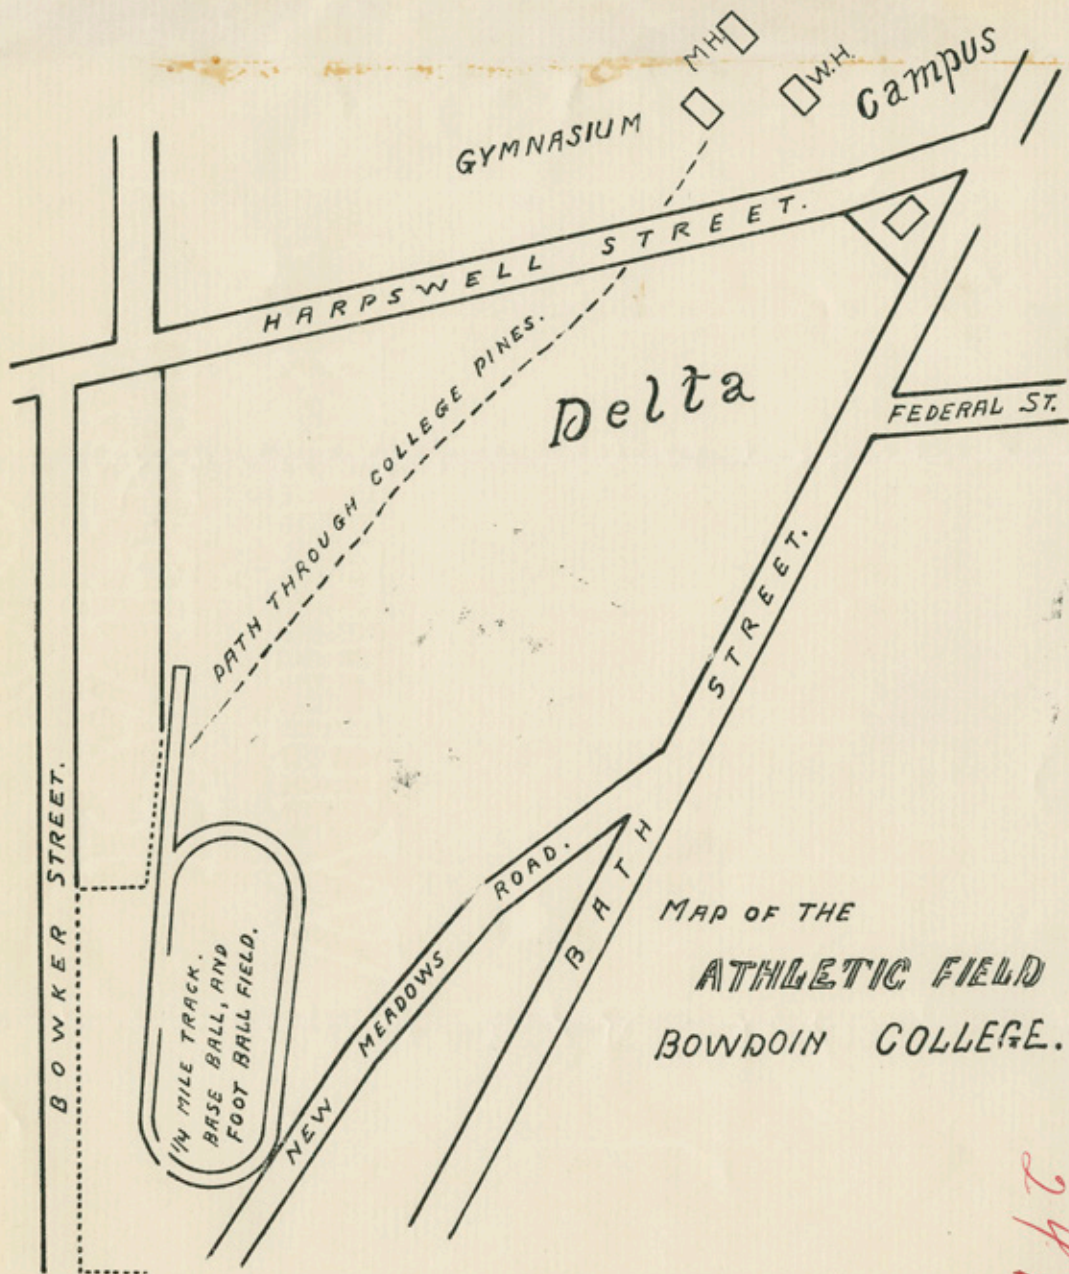 M.H.
W.H.
Campus
GYMNASIUM
HARPSWELL STREET.
Delta
FEDERAL ST.
PATH THROUGH COLLEGE PINES.
BATH STREET.
BOWKER STREET.
NEW MEADOWS ROAD.
1/4 MILE TRACK.
BASE BALL, AND
FOOT BALL FIELD.
MAP OF THE
ATHLETIC FIELD
BOWDOIN COLLEGE.
24